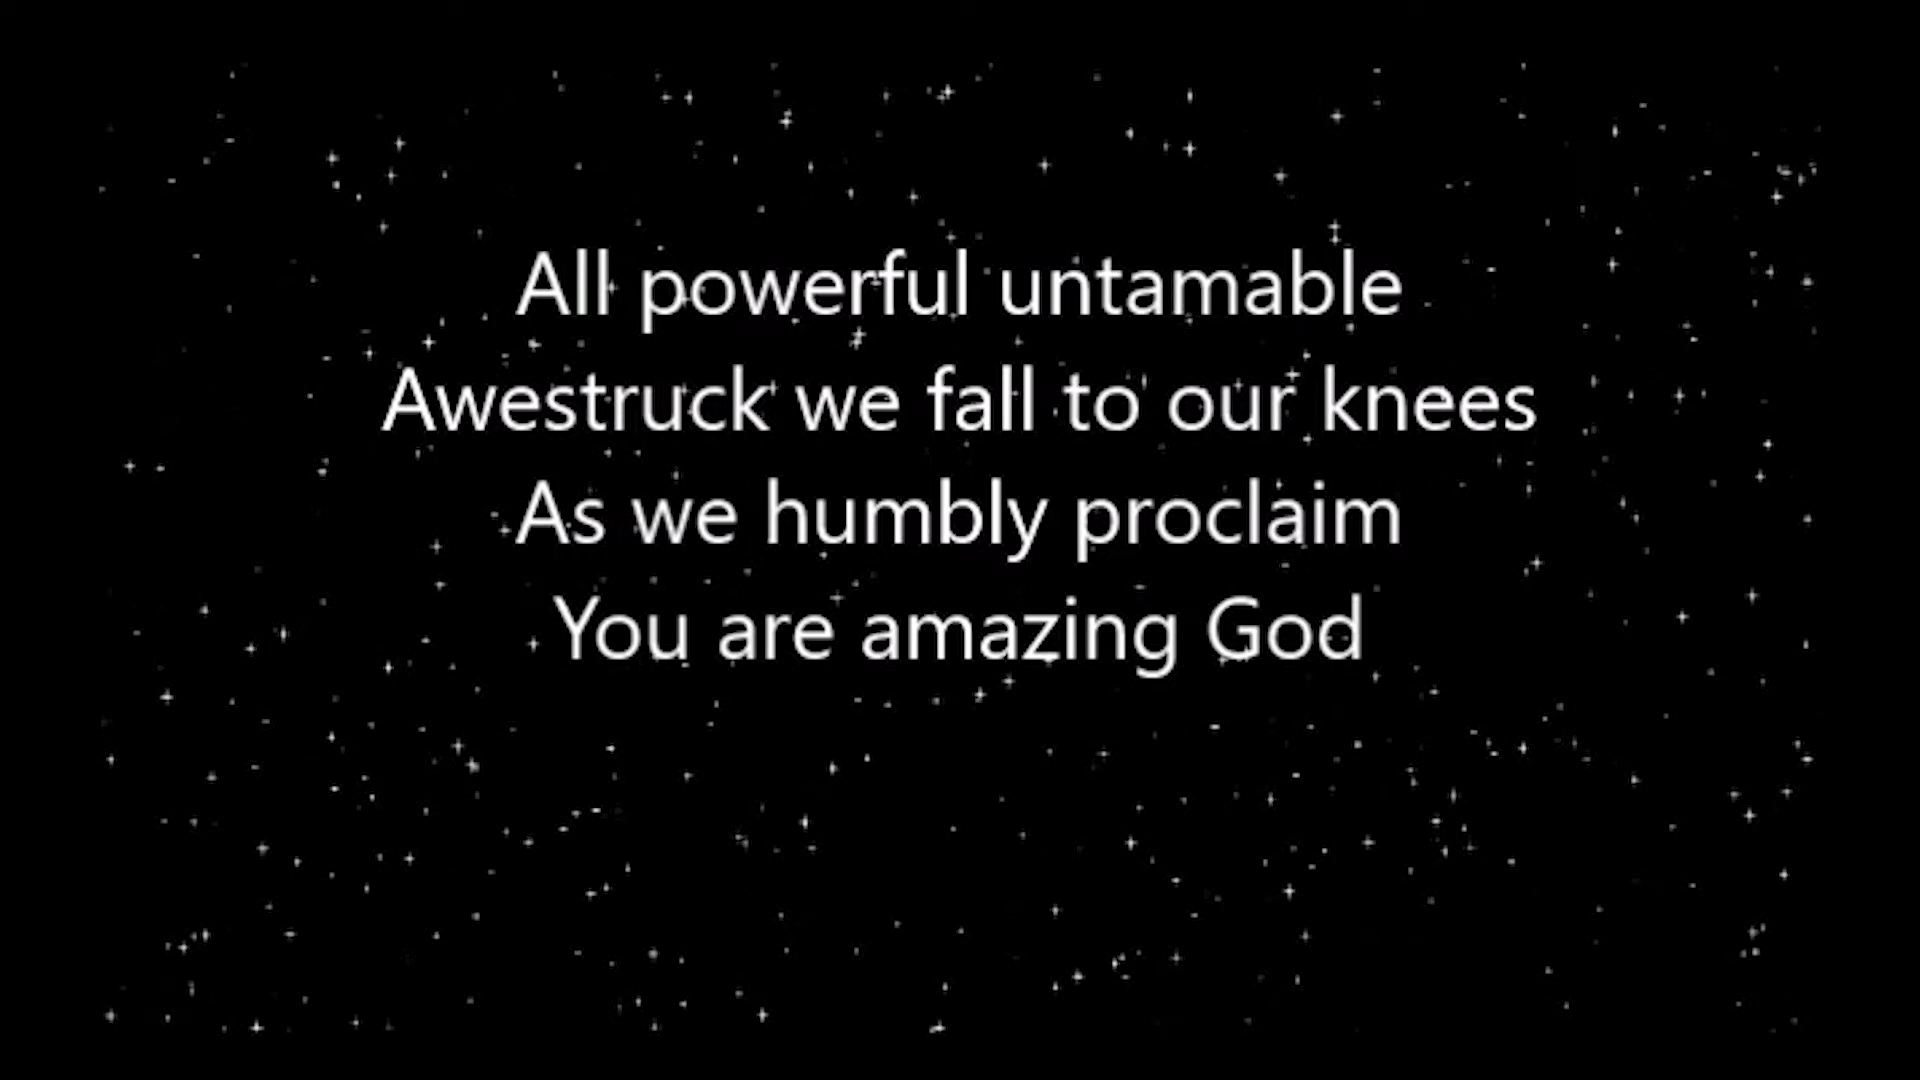 All powerful untamable
Awestruck we fall to our knees
As we humbly proclaim
You are amazing God